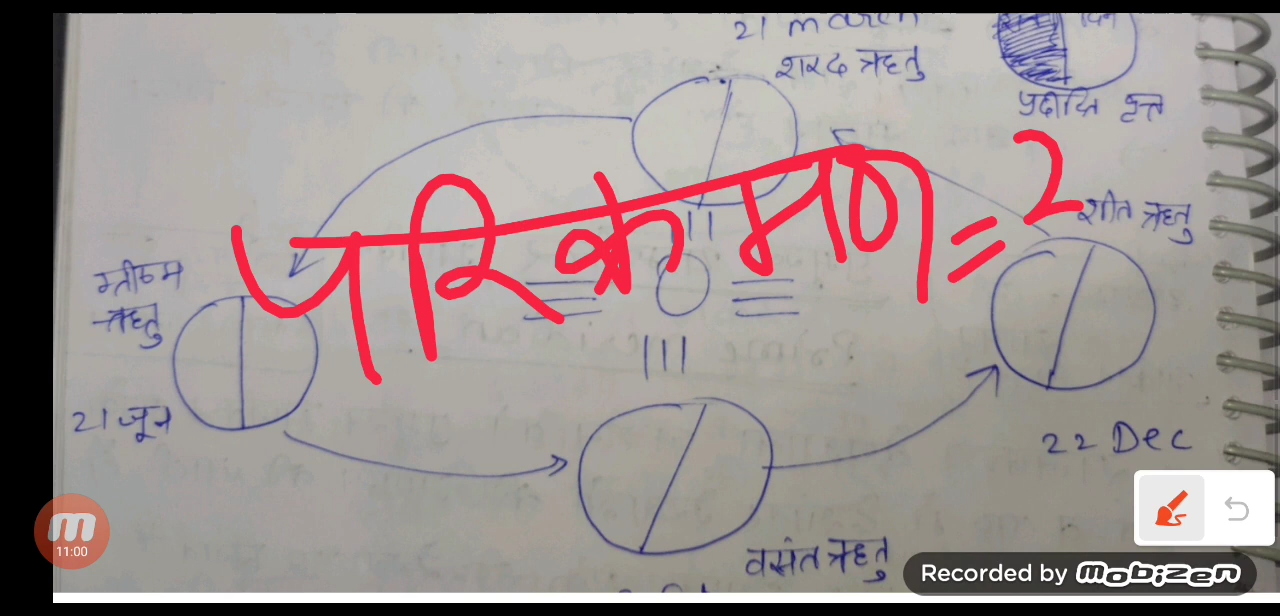 21 march
शरद ऋतु
दिन
प्रदीप्ति वृत्त
परिक्रमण = 2
शीत ऋतु
ग्रीष्म
ऋतु
21 जून
22 Dec
वसंत ऋतु
11:00
Recorded by mobizen